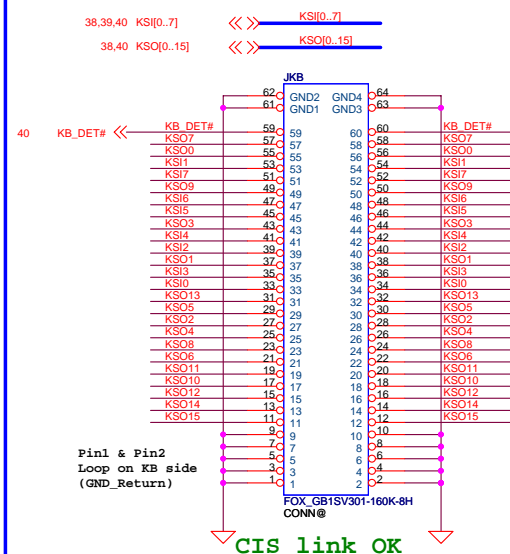 38,39,40 KSI[0..7] KSI[0..7]
38,40 KSO[0..15] KSO[0..15]
JKB
62 GND2 GND4 64
61 GND1 GND3 63
40 KB_DET# 59 59 60 60 KB_DET#
KSO7 57 57 58 58 KSO7
KSO0 55 55 56 56 KSO0
KSI1 53 53 54 54 KSI1
KSI7 51 51 52 52 KSI7
KSO9 49 49 50 50 KSO9
KSI6 47 47 48 48 KSI6
KSI5 45 45 46 46 KSI5
KSO3 43 43 44 44 KSO3
KSI4 41 41 42 42 KSI4
KSI2 39 39 40 40 KSI2
KSO1 37 37 38 38 KSO1
KSI3 35 35 36 36 KSI3
KSI0 33 33 34 34 KSI0
KSO13 31 31 32 32 KSO13
KSO5 29 29 30 30 KSO5
KSO2 27 27 28 28 KSO2
KSO4 25 25 26 26 KSO4
KSO8 23 23 24 24 KSO8
KSO6 21 21 22 22 KSO6
KSO11 19 19 20 20 KSO11
KSO10 17 17 18 18 KSO10
KSO12 15 15 16 16 KSO12
KSO14 13 13 14 14 KSO14
KSO15 11 11 12 12 KSO15
9 9 10 10
7 7 8 8
5 5 6 6
3 3 4 4
1 1 2 2
Pin1 & Pin2
Loop on KB side
(GND_Return)
FOX_GB1SV301-160K-8H
CONN@
CIS link OK